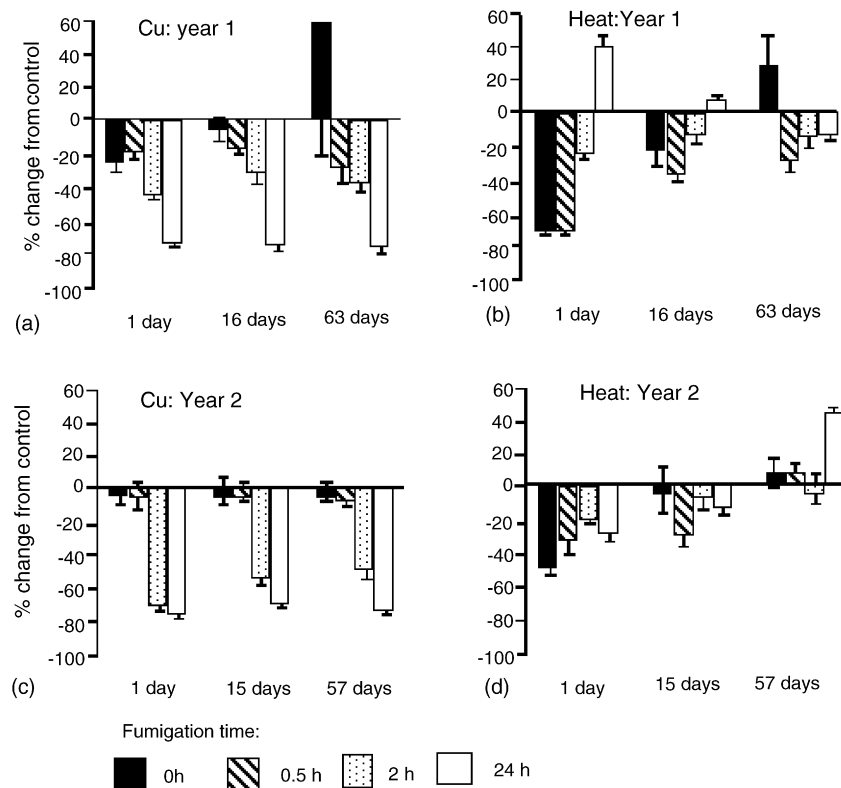 Cu: year 1
% change from control
60
40
20
0
-20
-40
-60
-80
-100
1 day 16 days 63 days
(a)
Heat:Year 1
60
40
20
0
-20
-40
-60
-80
-100
1 day 16 days 63 days
(b)
Cu: Year 2
% change from control
60
40
20
0
-20
-40
-60
-80
-100
1 day 15 days 57 days
(c)
Heat: Year 2
60
40
20
0
-20
-40
-60
-80
-100
1 day 15 days 57 days
(d)
Fumigation time:
0h 0.5 h 2 h 24 h